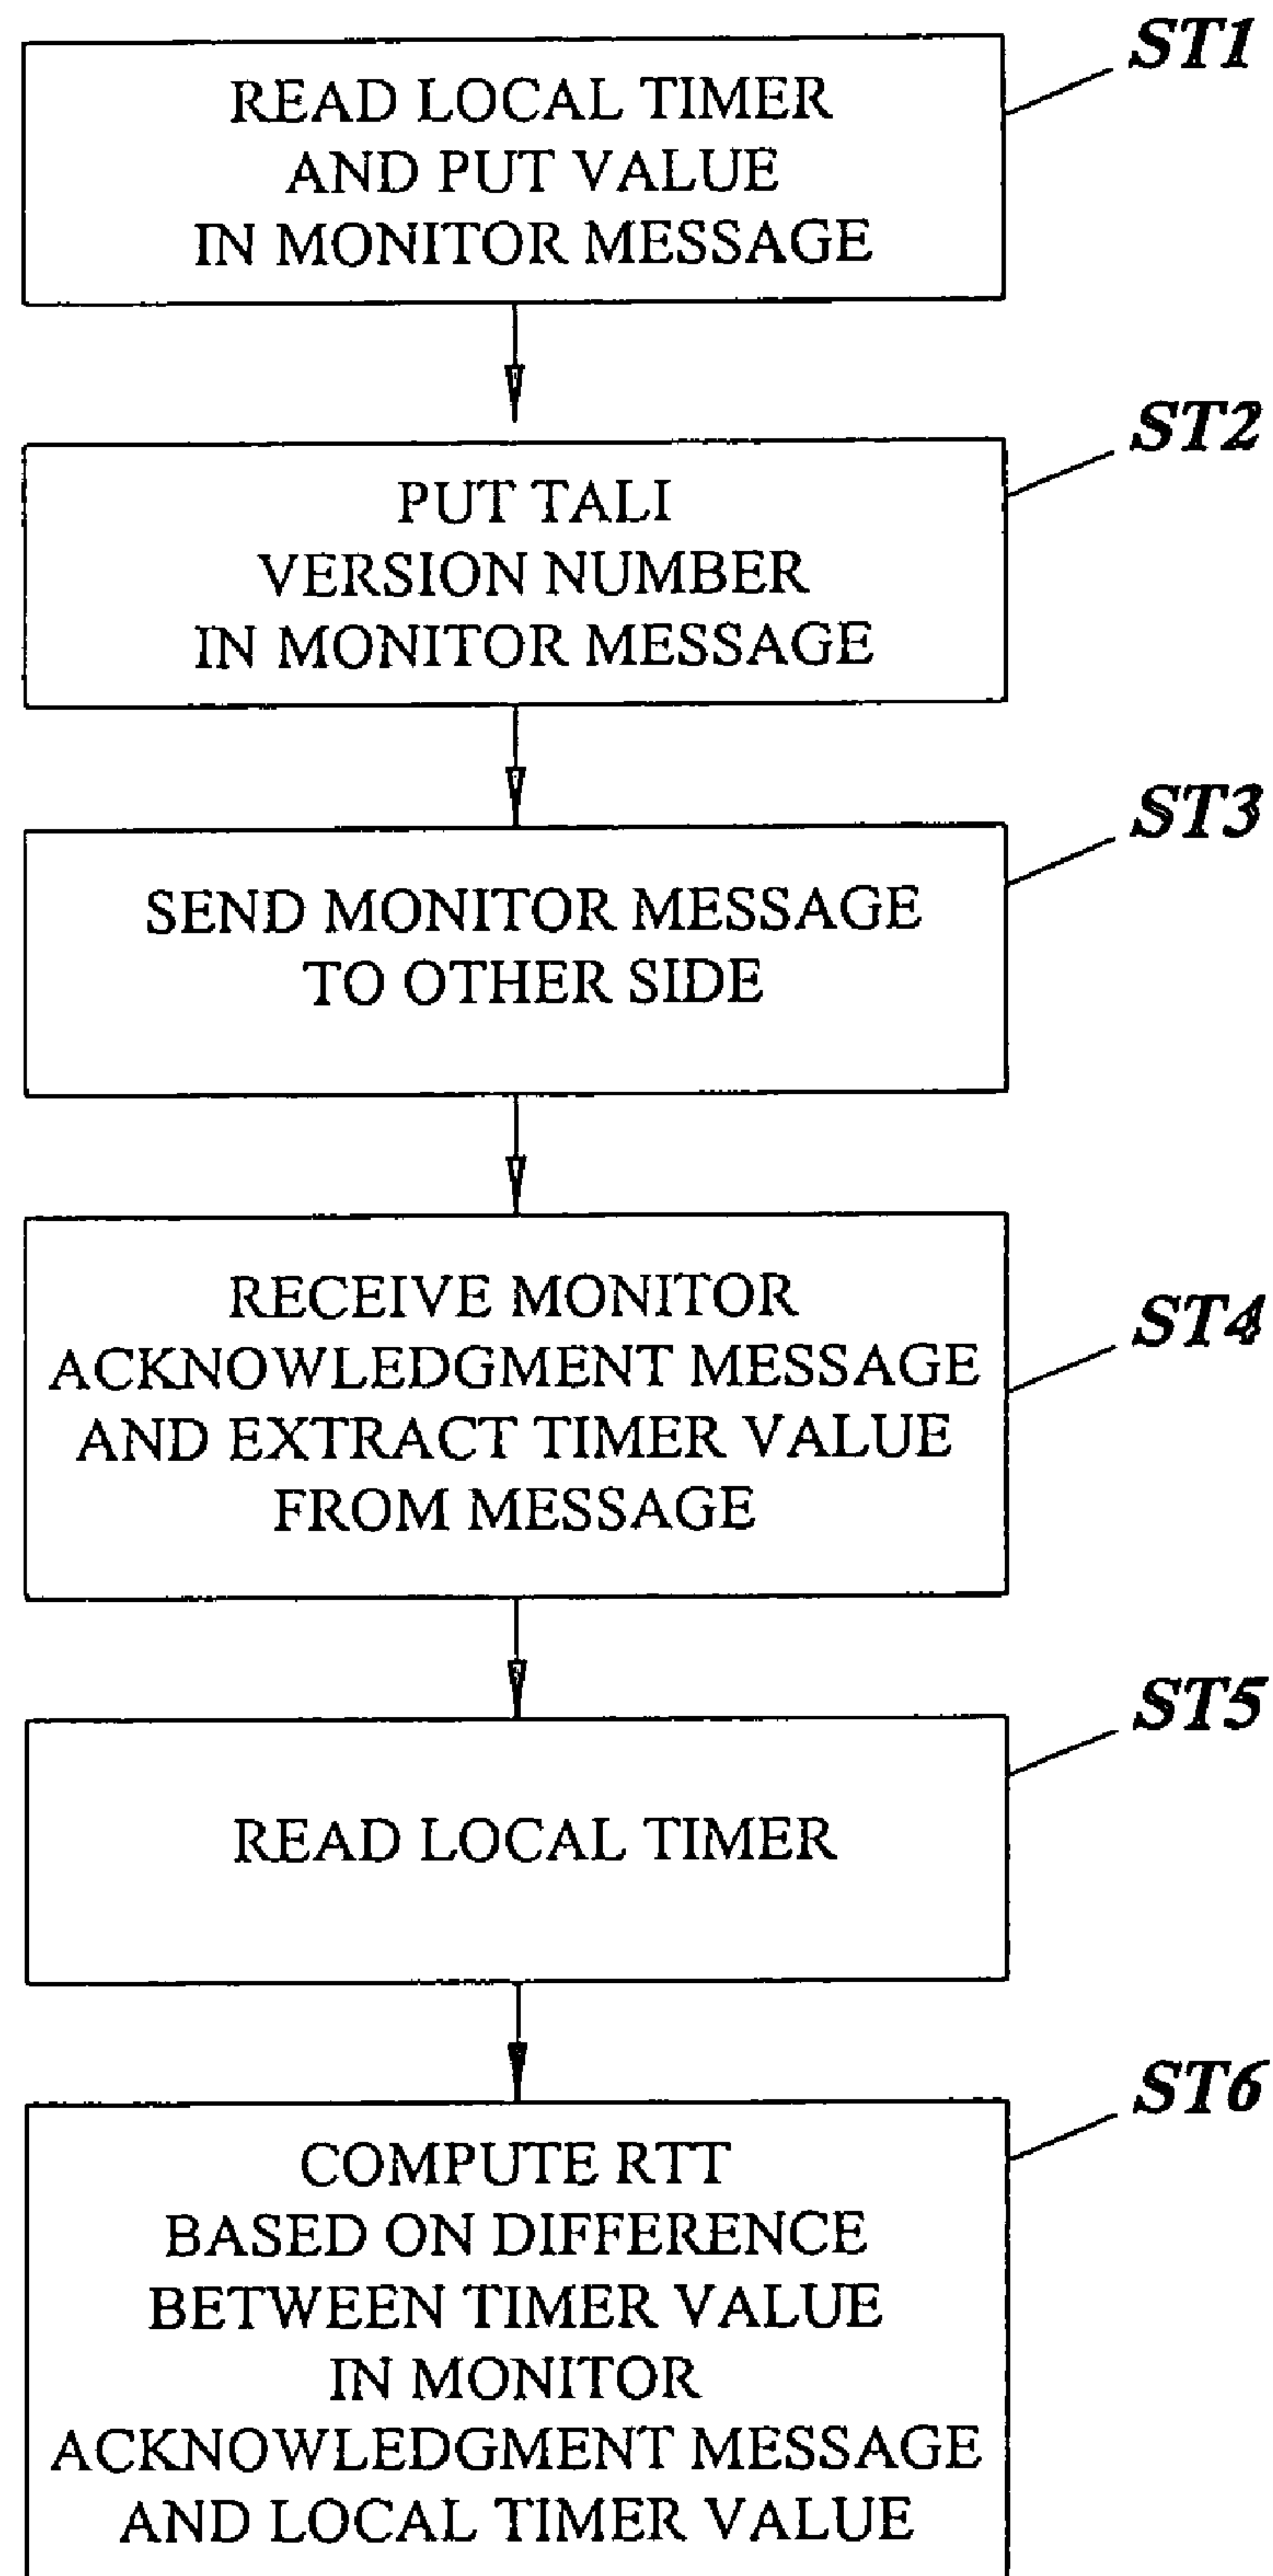 ST1
READ LOCAL TIMER
AND PUT VALUE
IN MONITOR MESSAGE
ST2
PUT TALI
VERSION NUMBER
IN MONITOR MESSAGE
ST3
SEND MONITOR MESSAGE
TO OTHER SIDE
ST4
RECEIVE MONITOR
ACKNOWLEDGMENT MESSAGE
AND EXTRACT TIMER VALUE
FROM MESSAGE
ST5
READ LOCAL TIMER
ST6
COMPUTE RTT
BASED ON DIFFERENCE
BETWEEN TIMER VALUE
IN MONITOR
ACKNOWLEDGMENT MESSAGE
AND LOCAL TIMER VALUE